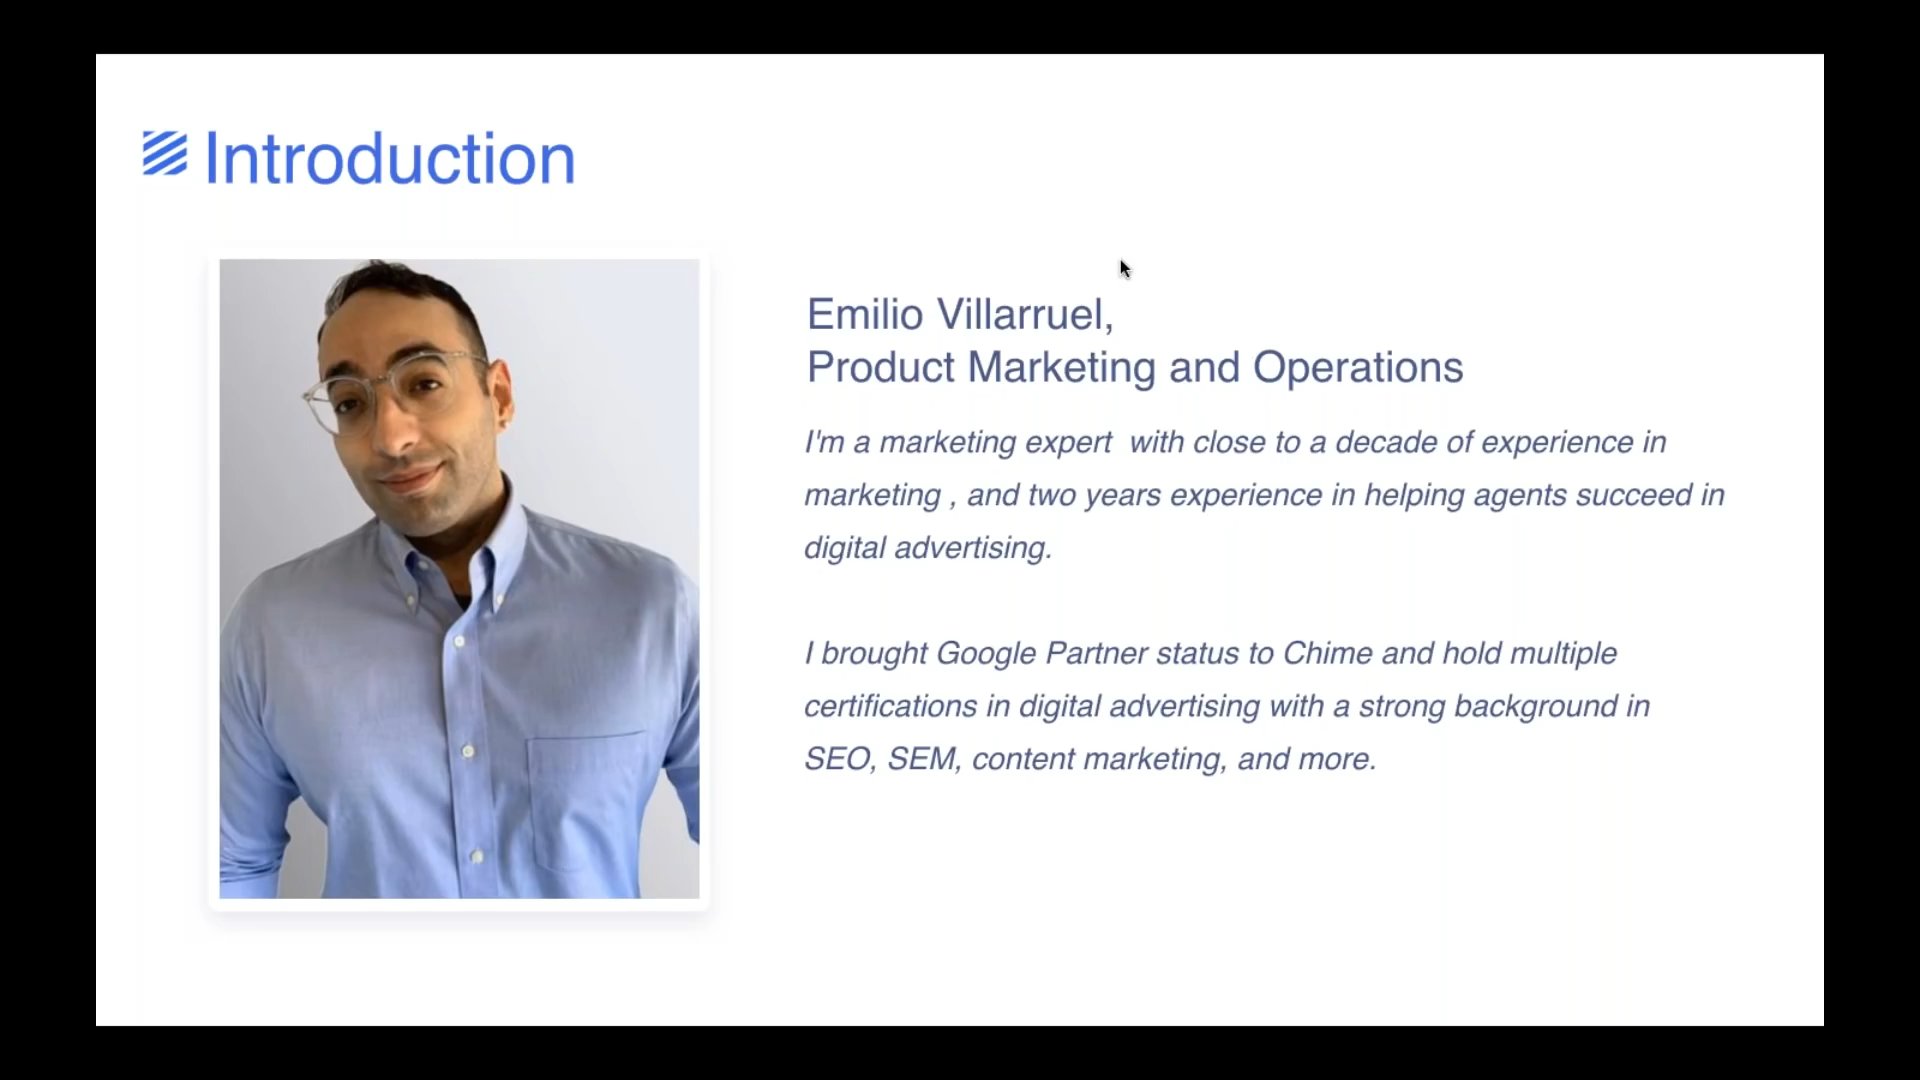 Introduction
Emilio Villarruel,
Product Marketing and Operations
I'm a marketing expert  with close to a decade of experience in
marketing , and two years experience in helping agents succeed in
digital advertising.
I brought Google Partner status to Chime and hold multiple
certifications in digital advertising with a strong background in
SEO, SEM, content marketing, and more.